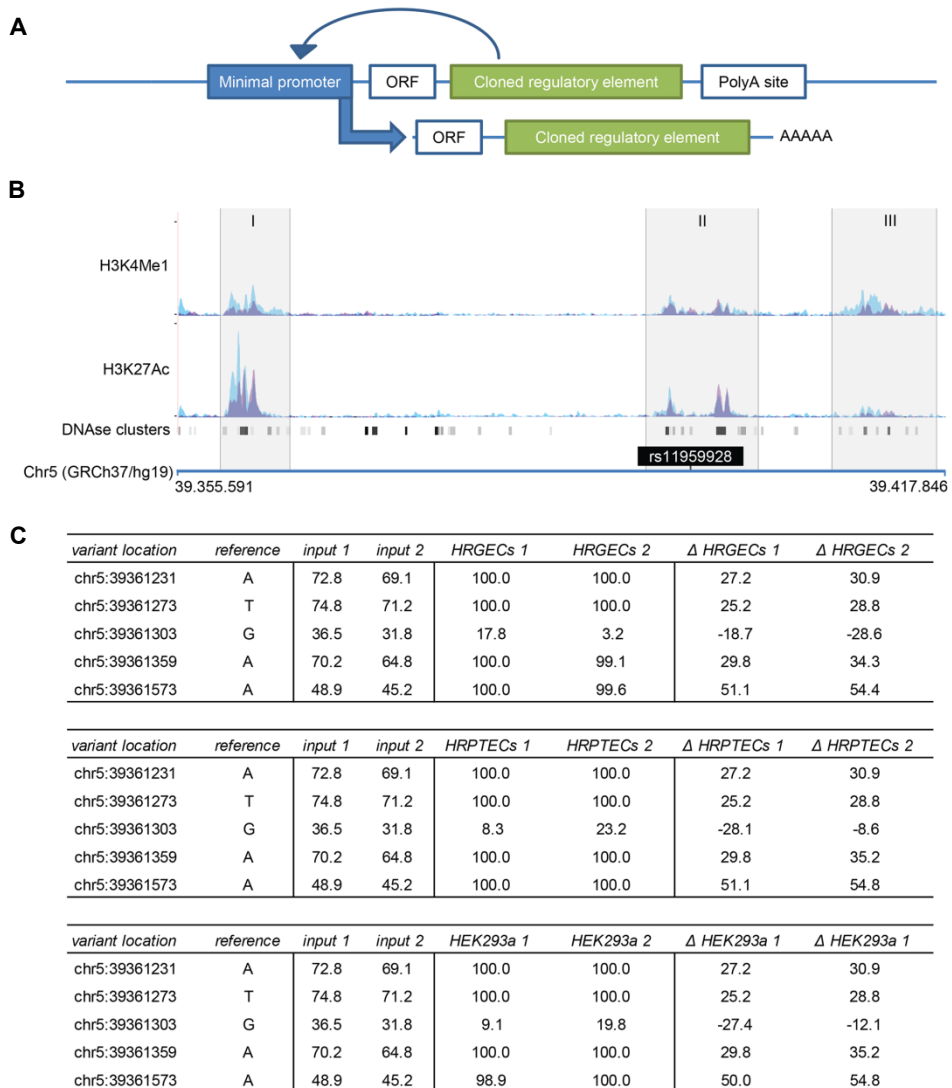 A
Minimal promoter ORF Cloned regulatory element PolyA site
ORF Cloned regulatory element AAAAA
B
I II III
H3K4Me1
H3K27Ac
DNAse clusters
rs11959928
Chr5 (GRCh37/hg19)
39.355.591 39.417.846
C
variant location reference input 1 input 2 HRGECs 1 HRGECs 2 Δ HRGECs 1 Δ HRGECs 2
chr5:39361231 A 72.8 69.1 100.0 100.0 27.2 30.9
chr5:39361273 T 74.8 71.2 100.0 100.0 25.2 28.8
chr5:39361303 G 36.5 31.8 17.8 3.2 -18.7 -28.6
chr5:39361359 A 70.2 64.8 100.0 99.1 29.8 34.3
chr5:39361573 A 48.9 45.2 100.0 99.6 51.1 54.4
variant location reference input 1 input 2 HRPTECs 1 HRPTECs 2 Δ HRPTECs 1 Δ HRPTECs 2
chr5:39361231 A 72.8 69.1 100.0 100.0 27.2 30.9
chr5:39361273 T 74.8 71.2 100.0 100.0 25.2 28.8
chr5:39361303 G 36.5 31.8 8.3 23.2 -28.1 -8.6
chr5:39361359 A 70.2 64.8 100.0 100.0 29.8 35.2
chr5:39361573 A 48.9 45.2 100.0 100.0 51.1 54.8
variant location reference input 1 input 2 HEK293a 1 HEK293a 2 Δ HEK293a 1 Δ HEK293a 1
chr5:39361231 A 72.8 69.1 100.0 100.0 27.2 30.9
chr5:39361273 T 74.8 71.2 100.0 100.0 25.2 28.8
chr5:39361303 G 36.5 31.8 9.1 19.8 -27.4 -12.1
chr5:39361359 A 70.2 64.8 100.0 100.0 29.8 35.2
chr5:39361573 A 48.9 45.2 98.9 100.0 50.0 54.8